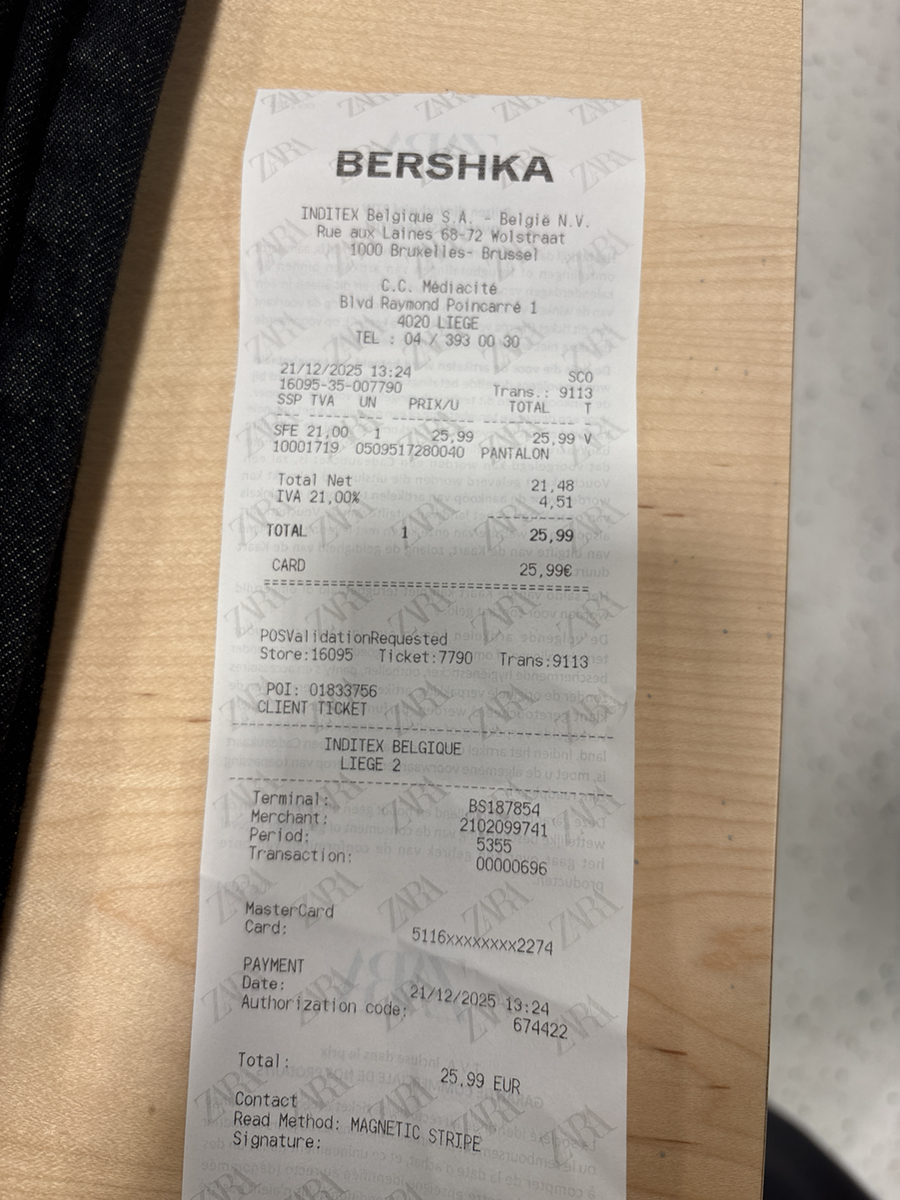 BERSHKA
INDITEX Belgique S.A. - België N.V.
Rue aux Laines 68-72 Wolstraat
1000 Bruxelles- Brussel
C.C. Médiacité
Blvd Raymond Poincarré 1
4020 LIEGE
TEL : 04 / 393 00 30
21/12/2025 13:24 SCO
16095-35-007790 Trans.: 9113
SSP TVA UN PRIX/U TOTAL T
SFE 21,00 1 25,99 25,99 V
10001719 0509517280040 PANTALON
Total Net 21,48
IVA 21,00% 4,51
TOTAL 1 25,99
CARD 25,99€
POSValidationRequested
Store:16095 Ticket:7790 Trans:9113
POI: 01833756
CLIENT TICKET
INDITEX BELGIQUE
LIEGE 2
Terminal: BS187854
Merchant: 2102099741
Period: 5355
Transaction: 00000696
MasterCard
Card: 5116xxxxxxxx2274
PAYMENT
Date: 21/12/2025 13:24
Authorization code: 674422
Total: 25,99 EUR
Contact
Read Method: MAGNETIC STRIPE
Signature:
ZARA